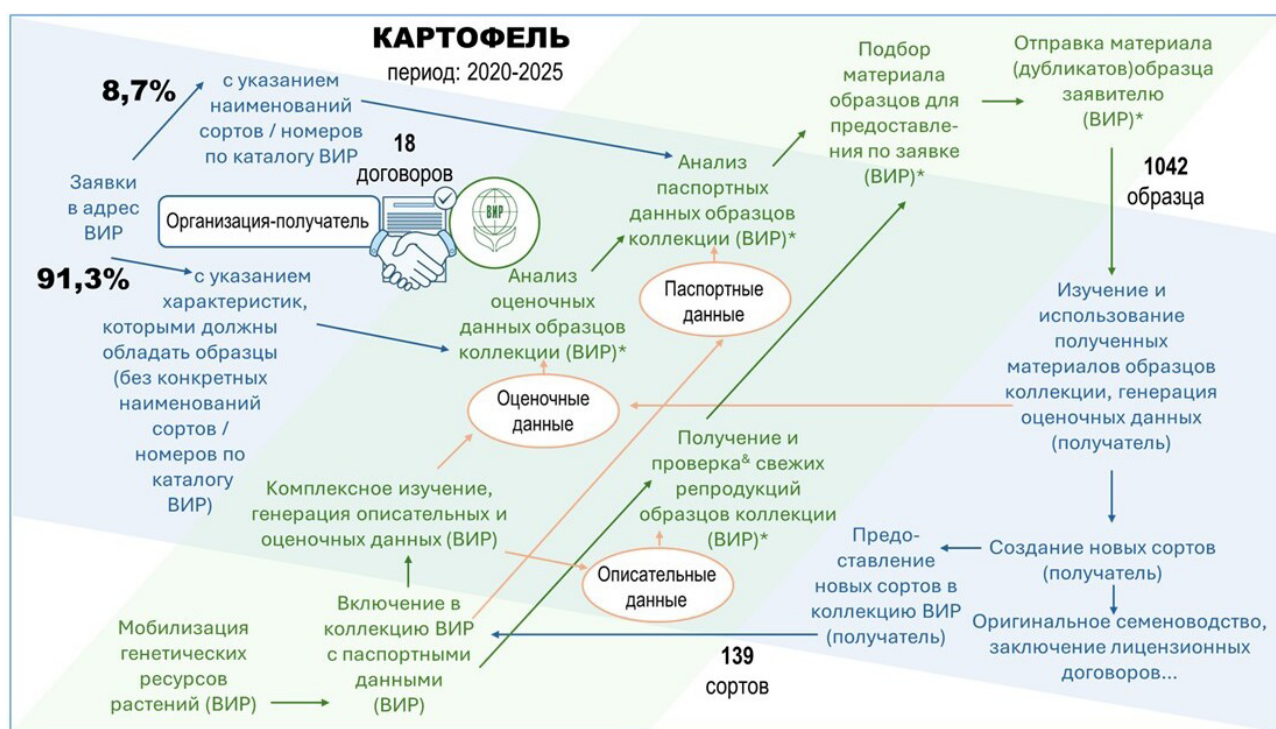 КАРТОФЕЛЬ
период: 2020-2025
8,7%
с указанием
наименований
сортов / номеров
по каталогу ВИР
18
договоров
Заявки
в адрес
ВИР
Организация-получатель
ВИР
91,3%
с указанием
характеристик,
которыми должны
обладать образцы
(без конкретных
наименований
сортов /
номеров по
каталогу
ВИР)
Анализ
оценочных
данных образцов
коллекции (ВИР)*
Оценочные
данные
Анализ
паспортных
данных образцов
коллекции (ВИР)*
Паспортные
данные
Подбор
материала
образцов для
предоставле-
ния по заявке
(ВИР)*
Отправка материала
(дубликатов)образца
заявителю
(ВИР)*
1042
образца
Изучение и
использование
полученных
материалов образцов
коллекции, генерация
оценочных данных
(получатель)
Получение и
проверка& свежих
репродукций
образцов коллекции
(ВИР)*
Комплексное изучение,
генерация описательных и
оценочных данных (ВИР)
Описательные
данные
Предо-
ставление
новых сортов в
коллекцию ВИР
(получатель)
Создание новых сортов
(получатель)
Оригинальное семеноводство,
заключение лицензионных
договоров...
Мобилизация
генетических
ресурсов
растений (ВИР)
Включение в
коллекцию ВИР
с паспортными
данными
(ВИР)
139
сортов